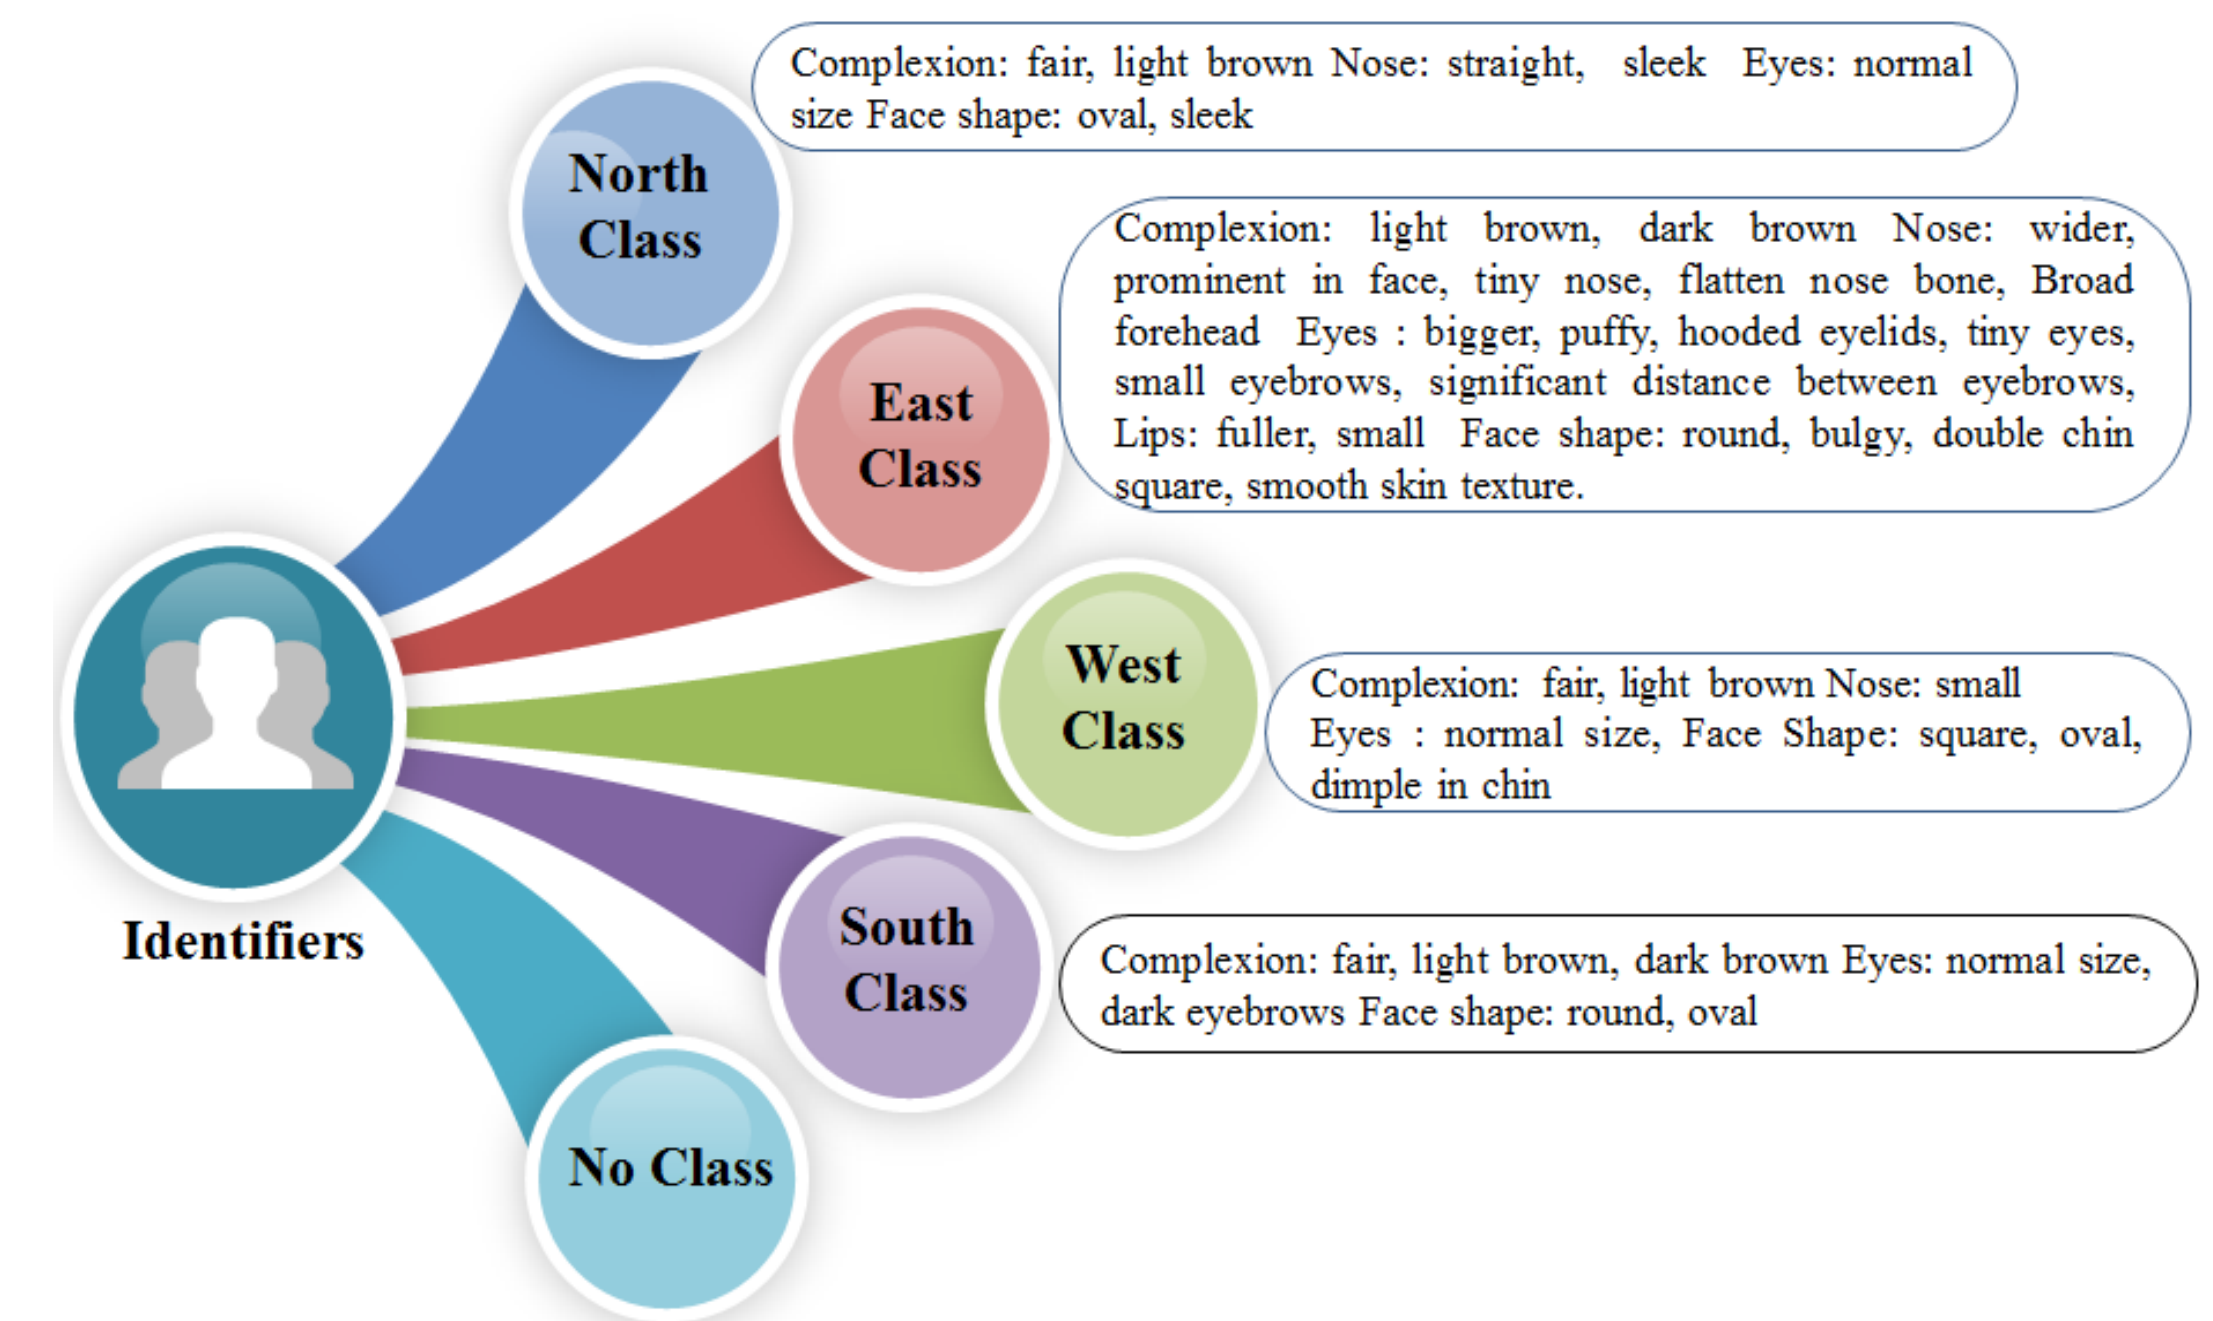 Complexion: fair, light brown Nose: straight, sleek Eyes: normal
size Face shape: oval, sleek
North
Class
Complexion: light brown, dark brown Nose: wider,
prominent in face, tiny nose, flatten nose bone, Broad
forehead Eyes : bigger, puffy, hooded eyelids, tiny eyes,
small eyebrows, significant distance between eyebrows,
Lips: fuller, small Face shape: round, bulgy, double chin
square, smooth skin texture.
East
Class
West
Class
Complexion: fair, light brown Nose: small
Eyes : normal size, Face Shape: square, oval,
dimple in chin
Identifiers
South
Class
Complexion: fair, light brown, dark brown Eyes: normal size,
dark eyebrows Face shape: round, oval
No Class